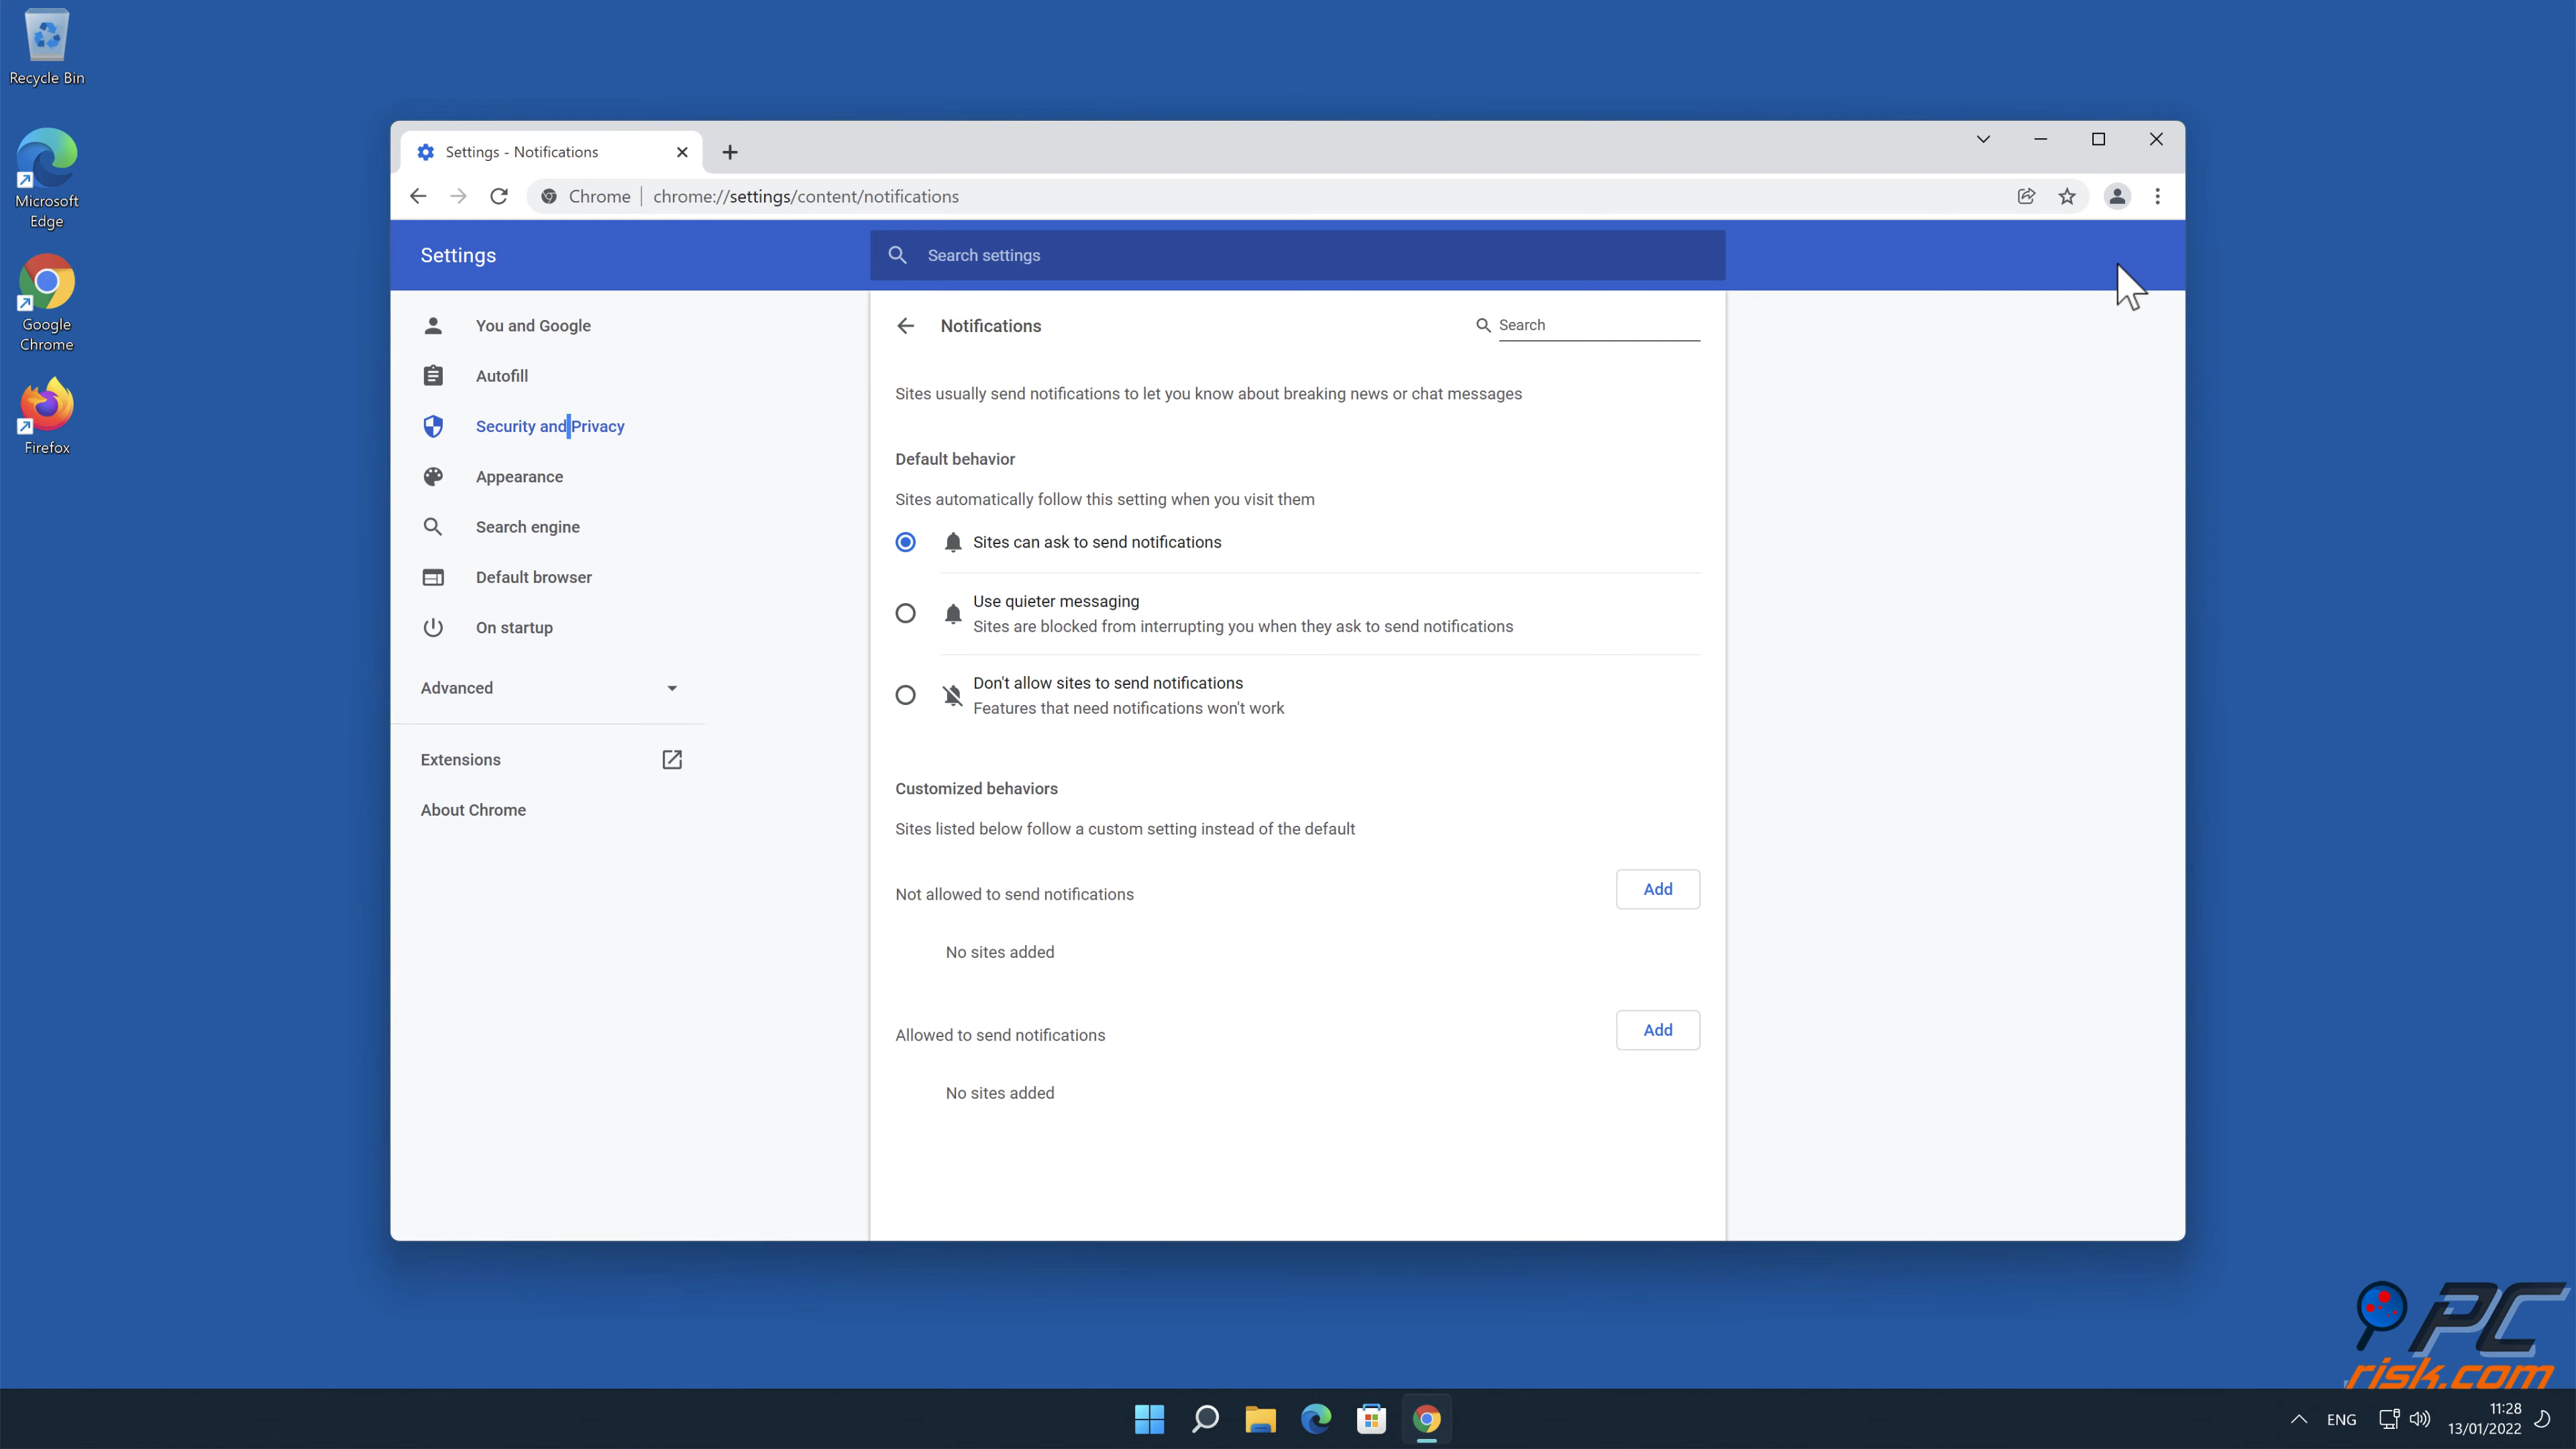 Recycle Bin
Microsoft
Edge
Google
Chrome
Firefox
Settings - Notifications
Chrome
chrome://settings/content/notifications
Settings
Search settings
You and Google
Autofill
Security and Privacy
Appearance
Search engine
Default browser
On startup
Advanced
Extensions
About Chrome
Notifications
Search
Sites usually send notifications to let you know about breaking news or chat messages
Default behavior
Sites automatically follow this setting when you visit them
Sites can ask to send notifications
Use quieter messaging
Sites are blocked from interrupting you when they ask to send notifications
Don't allow sites to send notifications
Features that need notifications won't work
Customized behaviors
Sites listed below follow a custom setting instead of the default
Not allowed to send notifications
Add
No sites added
Allowed to send notifications
Add
No sites added
PC
risk.com
ENG
11:28
13/01/2022